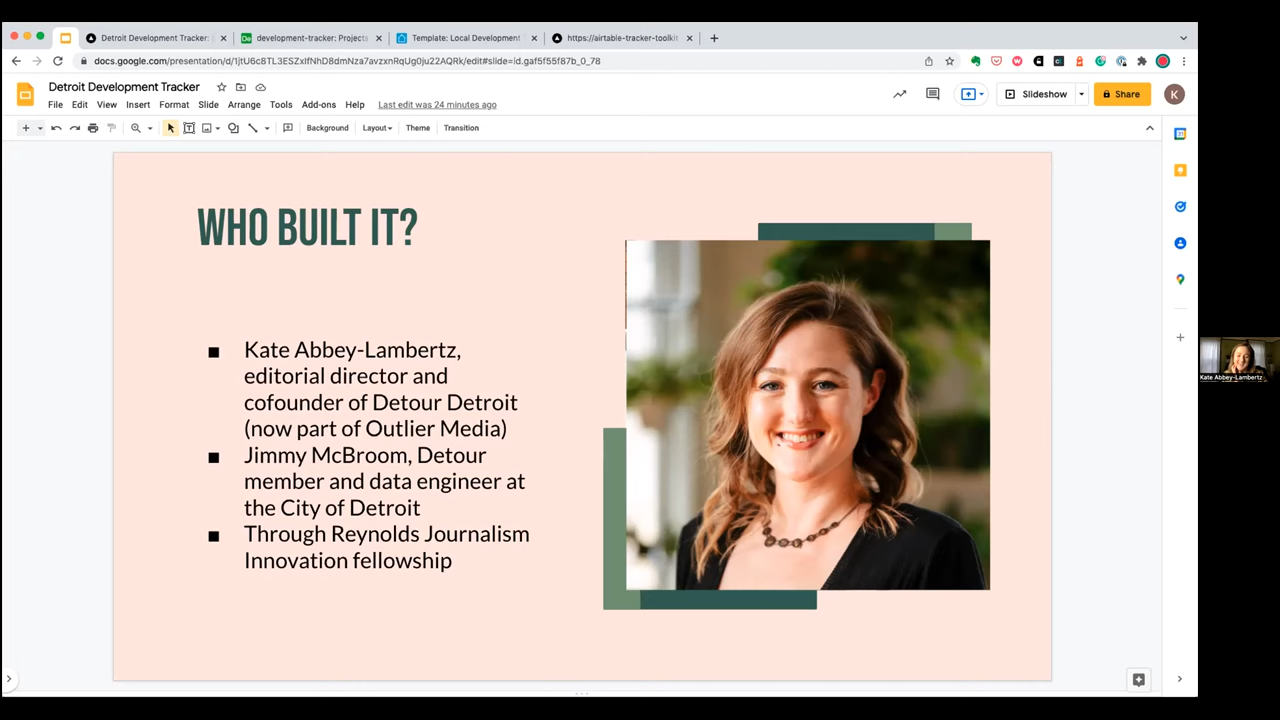 Detroit Development Tracker: |
development-tracker: Projects
Template: Local Development
https://airtable-tracker-toolkit
docs.google.com/presentation/d/1jtU6c8TL3ESZxIfNhD8dmNza7avzxnRqUg0ju22AQRk/edit#slide=id.gaf5f55f87b_0_78
Detroit Development Tracker
File Edit View Insert Format Slide Arrange Tools Add-ons Help Last edit was 24 minutes ago
Slideshow
Share
K
Background Layout Theme Transition
WHO BUILT IT?
■ Kate Abbey-Lambertz,
editorial director and
cofounder of Detour Detroit
(now part of Outlier Media)
■ Jimmy McBroom, Detour
member and data engineer at
the City of Detroit
■ Through Reynolds Journalism
Innovation fellowship
Kate Abbey-Lambertz